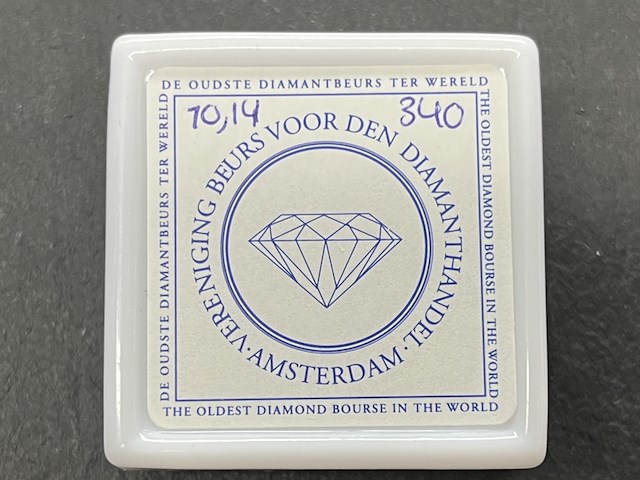 DE OUDSTE DIAMANTBEURS TER WERELD
10,14
340
VERENIGING BEURS VOOR DEN DIAMANTHANDEL
·AMSTERDAM·
DE OUDSTE DIAMANTBEURS TER WERELD
THE OLDEST DIAMOND BOURSE IN THE WORLD
THE OLDEST DIAMOND BOURSE IN THE WORLD